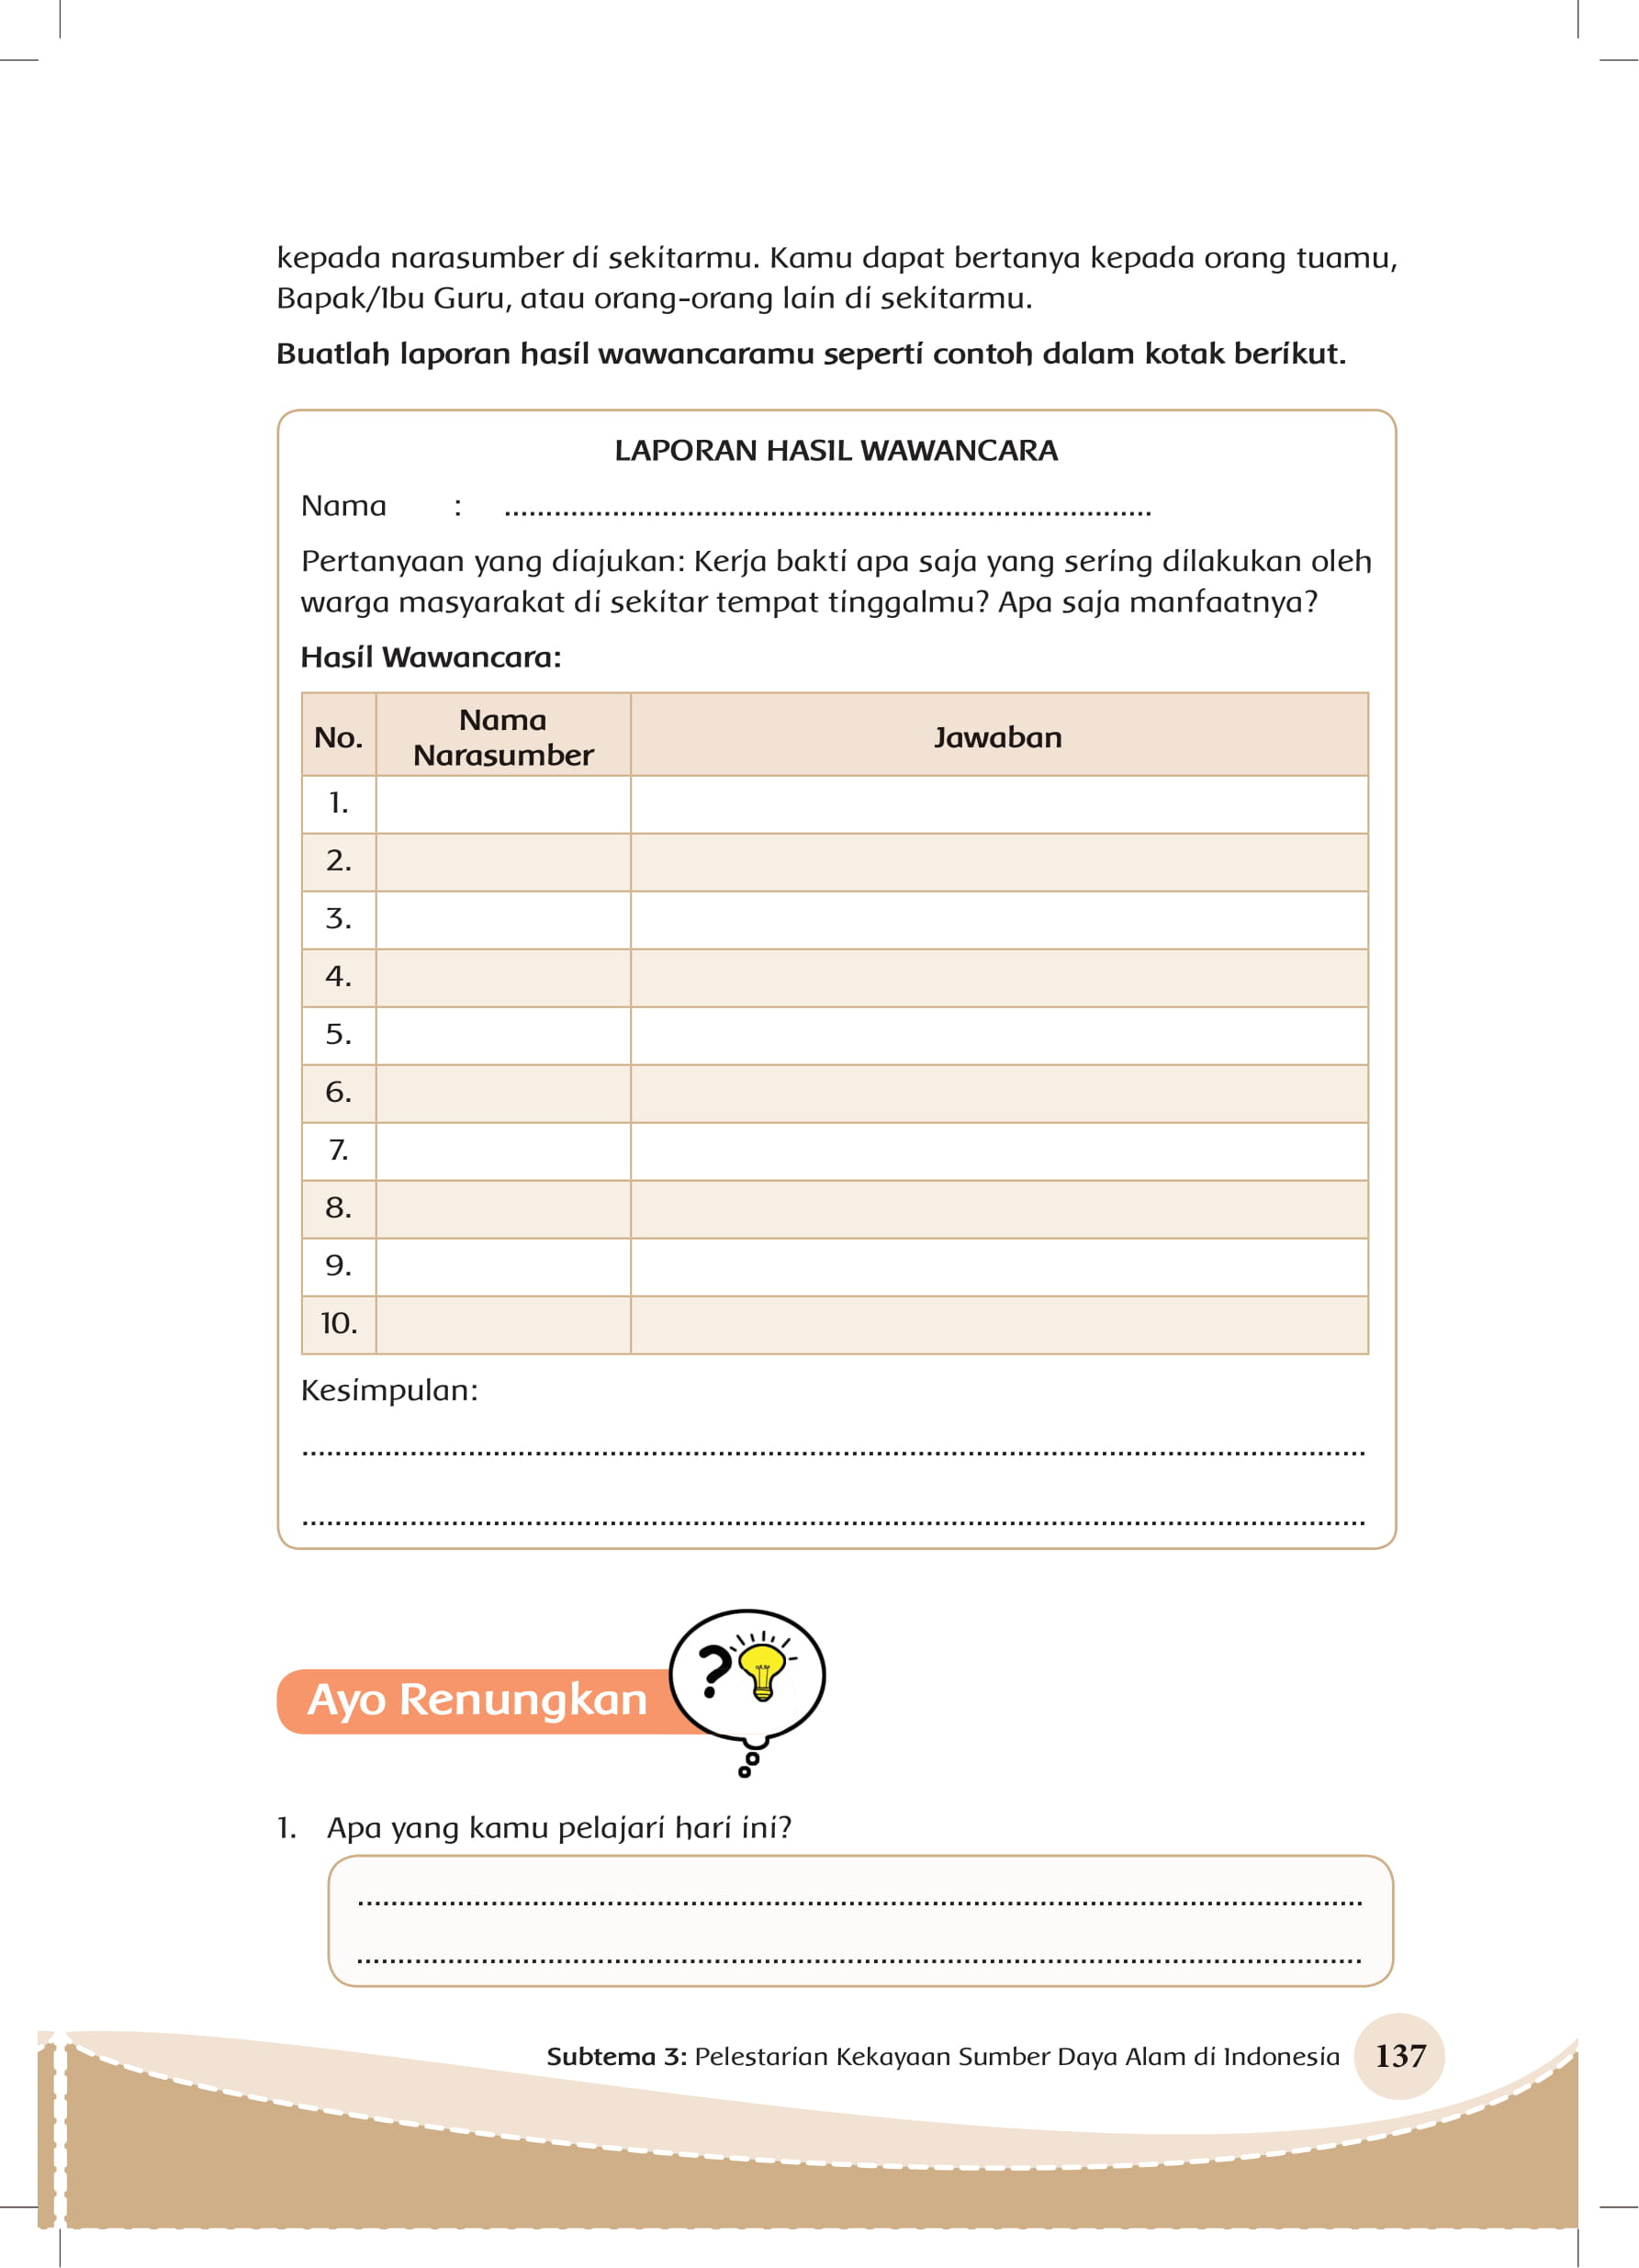 kepada narasumber di sekitarmu. Kamu dapat bertanya kepada orang tuamu,
Bapak/Ibu Guru, atau orang-orang lain di sekitarmu.
Buatlah laporan hasil wawancaramu seperti contoh dalam kotak berikut.
LAPORAN HASIL WAWANCARA
Nama : ..............................................................................
Pertanyaan yang diajukan: Kerja bakti apa saja yang sering dilakukan oleh
warga masyarakat di sekitar tempat tinggalmu? Apa saja manfaatnya?
Hasil Wawancara:
No. Nama Narasumber Jawaban
1.
2.
3.
4.
5.
6.
7.
8.
9.
10.
Kesimpulan:
................................................................................................................................
................................................................................................................................
?
Ayo Renungkan
1. Apa yang kamu pelajari hari ini?
.........................................................................................................................
.........................................................................................................................
Subtema 3: Pelestarian Kekayaan Sumber Daya Alam di Indonesia 137